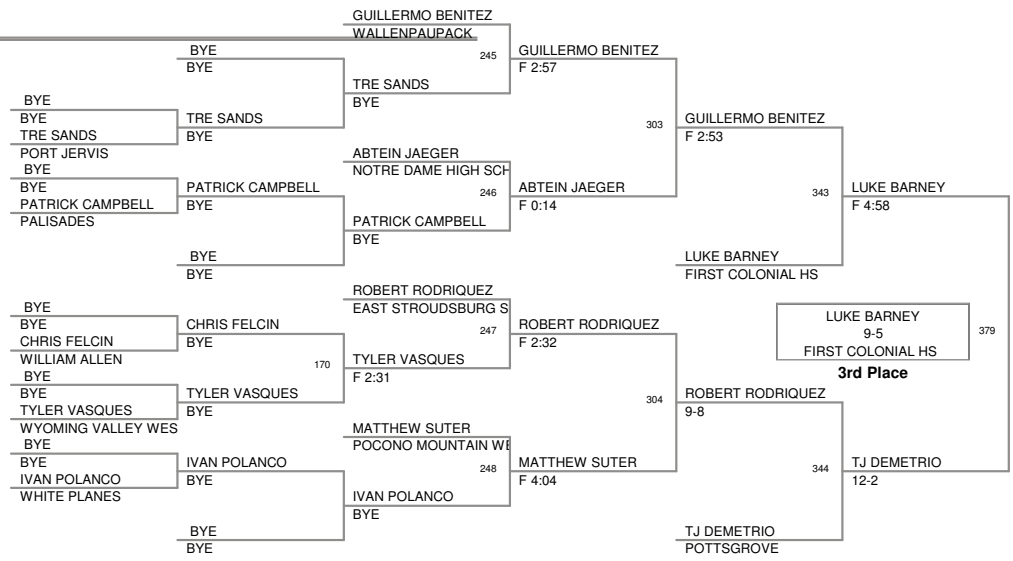 GUILLERMO BENITEZ
WALLENPAUPACK
BYE
BYE
245
GUILLERMO BENITEZ
F 2:57
TRE SANDS
BYE
BYE
BYE
TRE SANDS
PORT JERVIS
TRE SANDS
BYE
303
GUILLERMO BENITEZ
F 2:53
ABTEIN JAEGER
NOTRE DAME HIGH SCH
BYE
BYE
PATRICK CAMPBELL
PALISADES
PATRICK CAMPBELL
BYE
246
ABTEIN JAEGER
F 0:14
343
LUKE BARNEY
F 4:58
PATRICK CAMPBELL
BYE
BYE
BYE
LUKE BARNEY
FIRST COLONIAL HS
ROBERT RODRIQUEZ
EAST STROUDSBURG S
BYE
BYE
CHRIS FELCIN
WILLIAM ALLEN
CHRIS FELCIN
BYE
247
ROBERT RODRIQUEZ
F 2:32
LUKE BARNEY
9-5
FIRST COLONIAL HS
379
3rd Place
170
TYLER VASQUES
F 2:31
BYE
BYE
TYLER VASQUES
WYOMING VALLEY WES
TYLER VASQUES
BYE
304
ROBERT RODRIQUEZ
9-8
MATTHEW SUTER
POCONO MOUNTAIN WE
BYE
BYE
IVAN POLANCO
WHITE PLANES
IVAN POLANCO
BYE
248
MATTHEW SUTER
F 4:04
344
TJ DEMETRIO
12-2
IVAN POLANCO
BYE
BYE
BYE
TJ DEMETRIO
POTTSGROVE